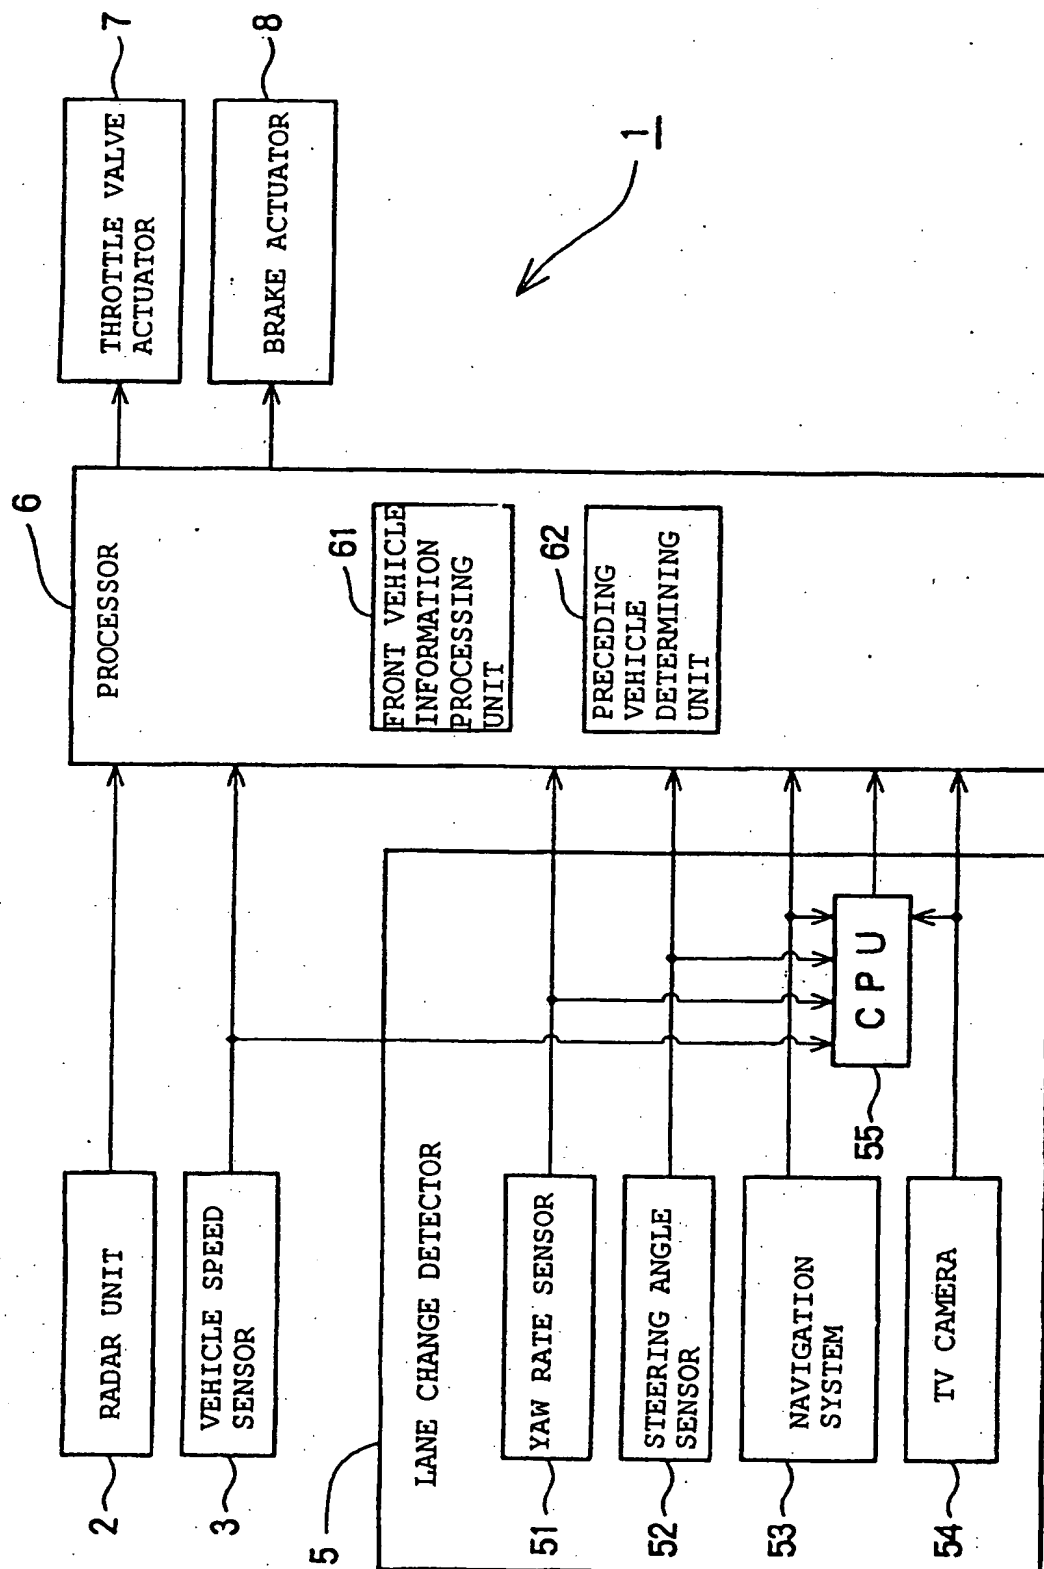 1
2
RADAR UNIT
3
VEHICLE SPEED
SENSOR
5
LANE CHANGE DETECTOR
51
YAW RATE SENSOR
52
STEERING ANGLE
SENSOR
53
NAVIGATION
SYSTEM
54
TV CAMERA
55
CPU
6
PROCESSOR
61
FRONT VEHICLE
INFORMATION
PROCESSING
UNIT
62
PRECEDING
VEHICLE
DETERMINING
UNIT
7
THROTTLE VALVE
ACTUATOR
8
BRAKE ACTUATOR